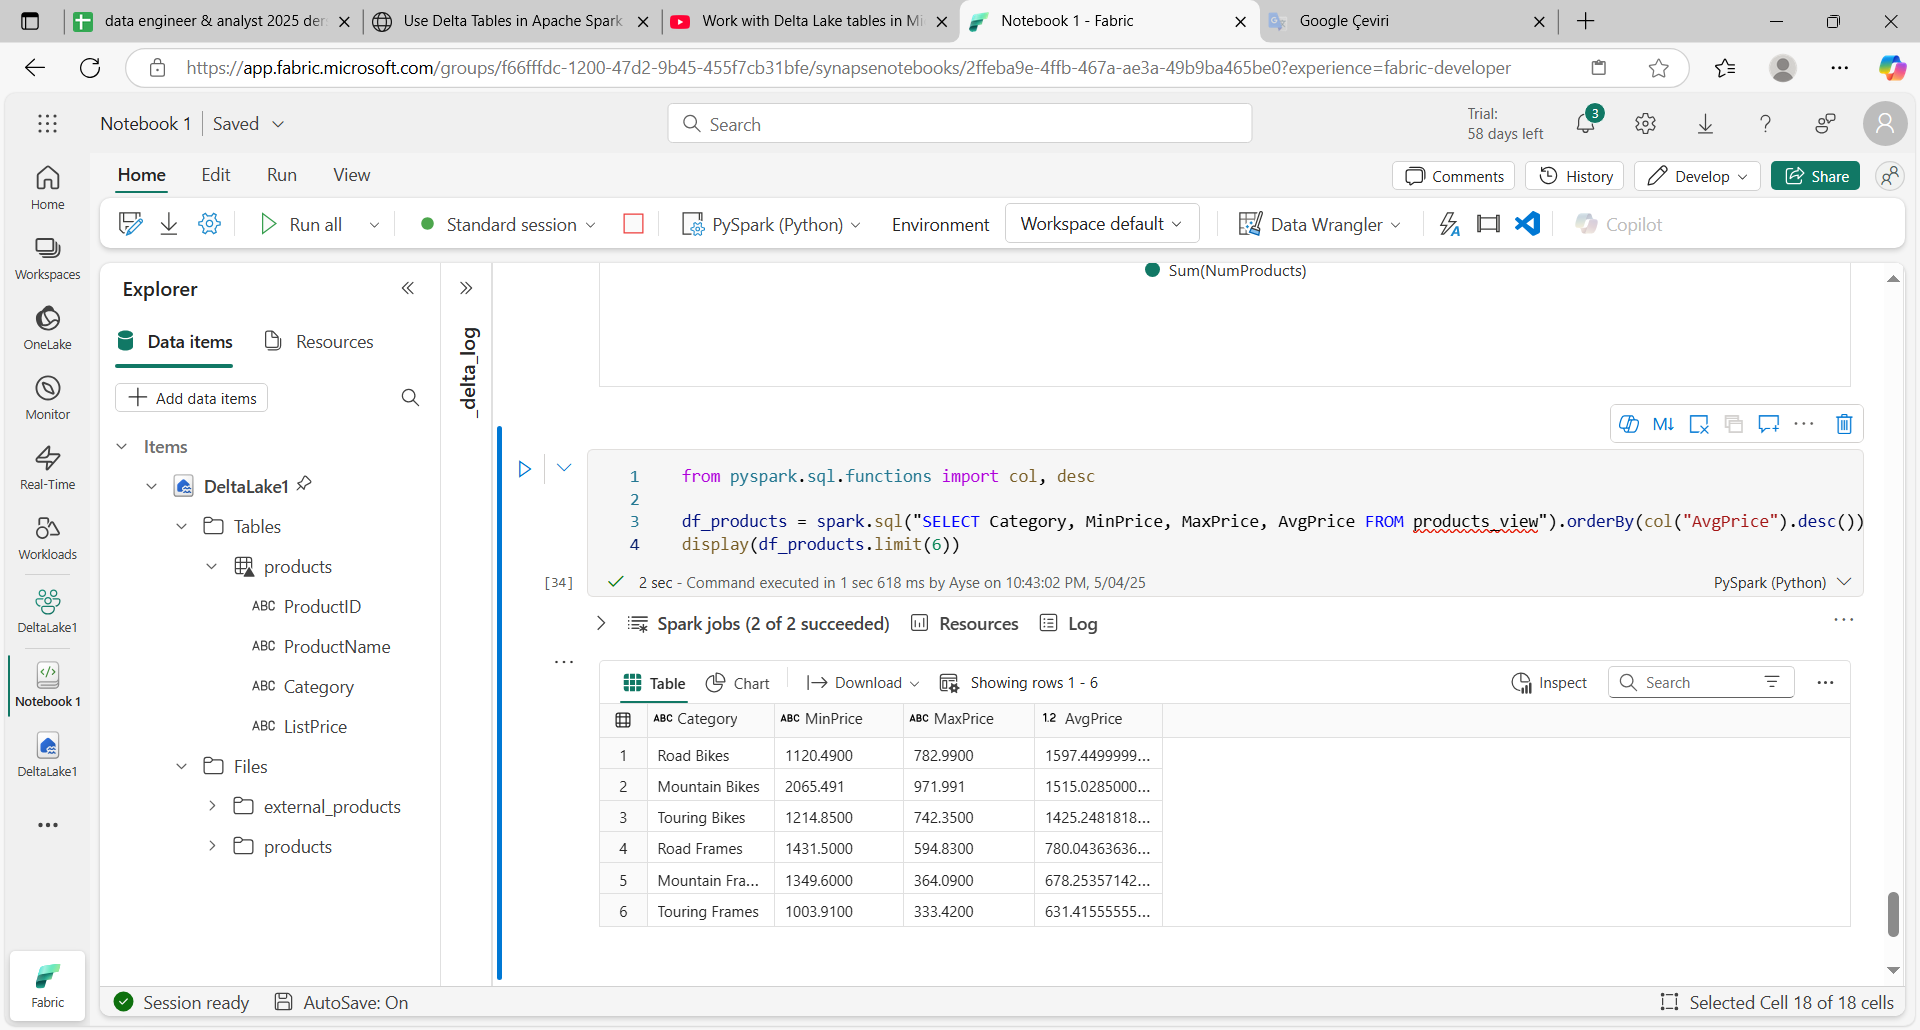 data engineer & analyst 2025 der
Use Delta Tables in Apache Spark
Work with Delta Lake tables in Mi
Notebook 1 - Fabric
Google Çeviri
https://app.fabric.microsoft.com/groups/f66fffdc-1200-47d2-9b45-455f7cb31bfe/synapsenotebooks/2ffeba9e-4ffb-467a-ae3a-49b9ba465be0?experience=fabric-developer
Notebook 1
Saved
Search
Trial:
58 days left
3
Home
Edit
Run
View
Comments
History
Develop
Share
Run all
Standard session
PySpark (Python)
Environment
Workspace default
Data Wrangler
Copilot
Home
Workspaces
OneLake
Monitor
Real-Time
Workloads
DeltaLake1
Notebook 1
DeltaLake1
Fabric
Explorer
Data items
Resources
Add data items
Items
DeltaLake1
Tables
products
ABC ProductID
ABC ProductName
ABC Category
ABC ListPrice
Files
external_products
products
_delta_log
Sum(NumProducts)
M↓
1 from pyspark.sql.functions import col, desc
2
3 df_products = spark.sql("SELECT Category, MinPrice, MaxPrice, AvgPrice FROM products_view").orderBy(col("AvgPrice").desc())
4 display(df_products.limit(6))
[34]
2 sec - Command executed in 1 sec 618 ms by Ayse on 10:43:02 PM, 5/04/25
PySpark (Python)
Spark jobs (2 of 2 succeeded)
Resources
Log
Table
Chart
Download
Showing rows 1 - 6
Inspect
Search
ABC Category ABC MinPrice ABC MaxPrice 1.2 AvgPrice
1 Road Bikes 1120.4900 782.9900 1597.4499999...
2 Mountain Bikes 2065.491 971.991 1515.0285000...
3 Touring Bikes 1214.8500 742.3500 1425.2481818...
4 Road Frames 1431.5000 594.8300 780.04363636...
5 Mountain Fra... 1349.6000 364.0900 678.25357142...
6 Touring Frames 1003.9100 333.4200 631.41555555...
Session ready
AutoSave: On
Selected Cell 18 of 18 cells